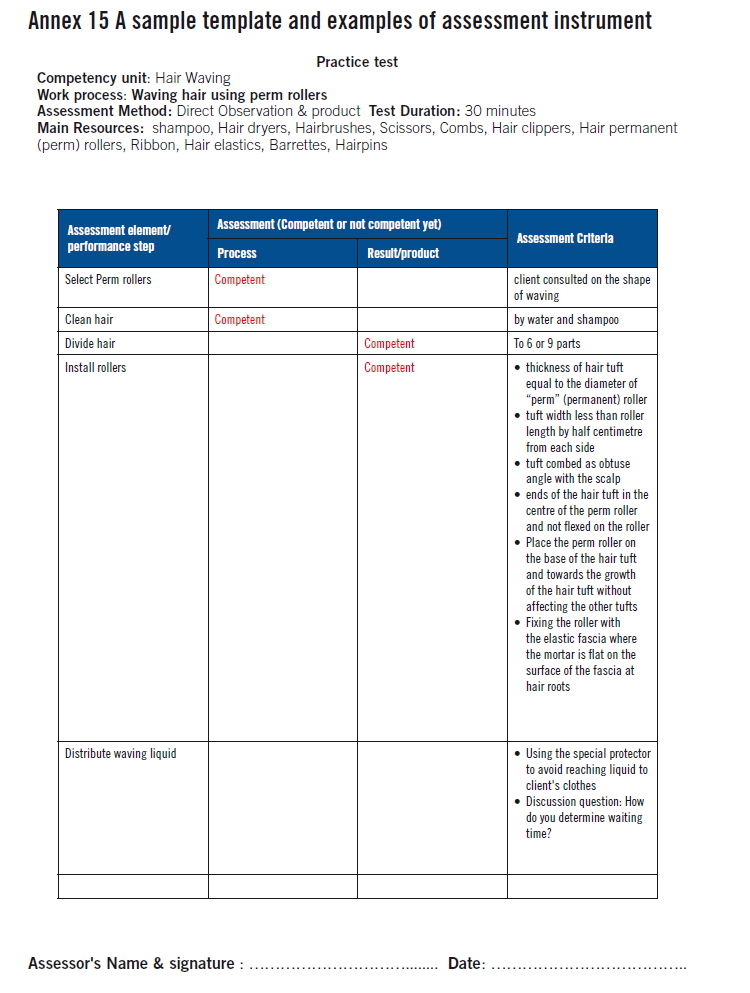 Annex 15 A sample template and examples of assessment instrument
Practice test
Competency unit: Hair Waving
Work process: Waving hair using perm rollers
Assessment Method: Direct Observation & product Test Duration: 30 minutes
Main Resources: shampoo, Hair dryers, Hairbrushes, Scissors, Combs, Hair clippers, Hair permanent
(perm) rollers, Ribbon, Hair elastics, Barrettes, Hairpins
Assessment element/
performance step
Assessment (Competent or not competent yet)
Process
Result/product
Assessment Criteria
Select Perm rollers
Competent
client consulted on the shape
of waving
Clean hair
Competent
by water and shampoo
Divide hair
Competent
To 6 or 9 parts
Install rollers
Competent
• thickness of hair tuft
equal to the diameter of
“perm” (permanent) roller
• tuft width less than roller
length by half centimetre
from each side
• tuft combed as obtuse
angle with the scalp
• ends of the hair tuft in the
centre of the perm roller
and not flexed on the roller
• Place the perm roller on
the base of the hair tuft
and towards the growth
of the hair tuft without
affecting the other tufts
• Fixing the roller with
the elastic fascia where
the mortar is flat on the
surface of the fascia at
hair roots
Distribute waving liquid
• Using the special protector
to avoid reaching liquid to
client's clothes
• Discussion question: How
do you determine waiting
time?
Assessor's Name & signature : ................................... Date: .....................................